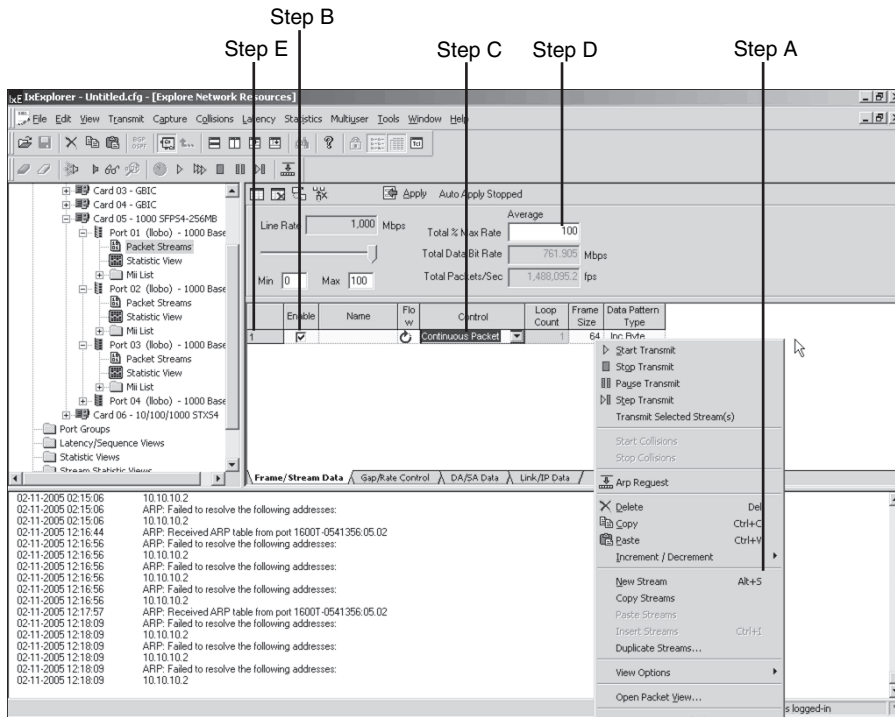 Step B
Step E
Step C
Step D
Step A
IxExplorer - Untitled.cfg - [Explore Network Resources]
File Edit View Transmit Capture Collisions Latency Statistics Multiuser Tools Window Help
Card 03 - GBIC
Card 04 - GBIC
Card 05 - 1000 SFPS4-256MB
Port 01 (llobo) - 1000 Base
Packet Streams
Statistic View
Mii List
Port 02 (llobo) - 1000 Base
Packet Streams
Statistic View
Mii List
Port 03 (llobo) - 1000 Base
Packet Streams
Statistic View
Mii List
Port 04 (llobo) - 1000 Base
Card 06 - 10/100/1000 STXS4
Port Groups
Latency/Sequence Views
Statistic Views
Stream Statistic Views
Apply Auto Apply Stopped
Average
Line Rate 1,000 Mbps
Total % Max Rate 100
Total Data Bit Rate 761.905 Mbps
Min 0 Max 100
Total Packets/Sec 1,488,095.2 fps
Enable Name Flow Control Loop Count Frame Size Data Pattern Type
1 Continuous Packet 1 64 Inc Byte
Frame/Stream Data Gap/Rate Control DA/SA Data Link/IP Data
Start Transmit
Stop Transmit
Pause Transmit
Step Transmit
Transmit Selected Stream(s)
Start Collisions
Stop Collisions
Arp Request
Delete Del
Copy Ctrl+C
Paste Ctrl+V
Increment / Decrement
New Stream Alt+S
Copy Streams
Paste Streams
Insert Streams Ctrl+I
Duplicate Streams...
View Options
Open Packet View...
02-11-2005 02:15:06 10.10.10.2
02-11-2005 02:15:06 ARP: Failed to resolve the following addresses:
02-11-2005 02:15:06 10.10.10.2
02-11-2005 12:16:44 ARP: Received ARP table from port 1600T-0541356:05.02
02-11-2005 12:16:56 ARP: Failed to resolve the following addresses:
02-11-2005 12:16:56 10.10.10.2
02-11-2005 12:16:56 ARP: Failed to resolve the following addresses:
02-11-2005 12:16:56 10.10.10.2
02-11-2005 12:16:56 ARP: Failed to resolve the following addresses:
02-11-2005 12:16:56 10.10.10.2
02-11-2005 12:17:57 ARP: Received ARP table from port 1600T-0541356:05.02
02-11-2005 12:18:09 ARP: Failed to resolve the following addresses:
02-11-2005 12:18:09 10.10.10.2
02-11-2005 12:18:09 ARP: Failed to resolve the following addresses:
02-11-2005 12:18:09 10.10.10.2
02-11-2005 12:18:09 ARP: Failed to resolve the following addresses:
02-11-2005 12:18:09 10.10.10.2
s logged-in